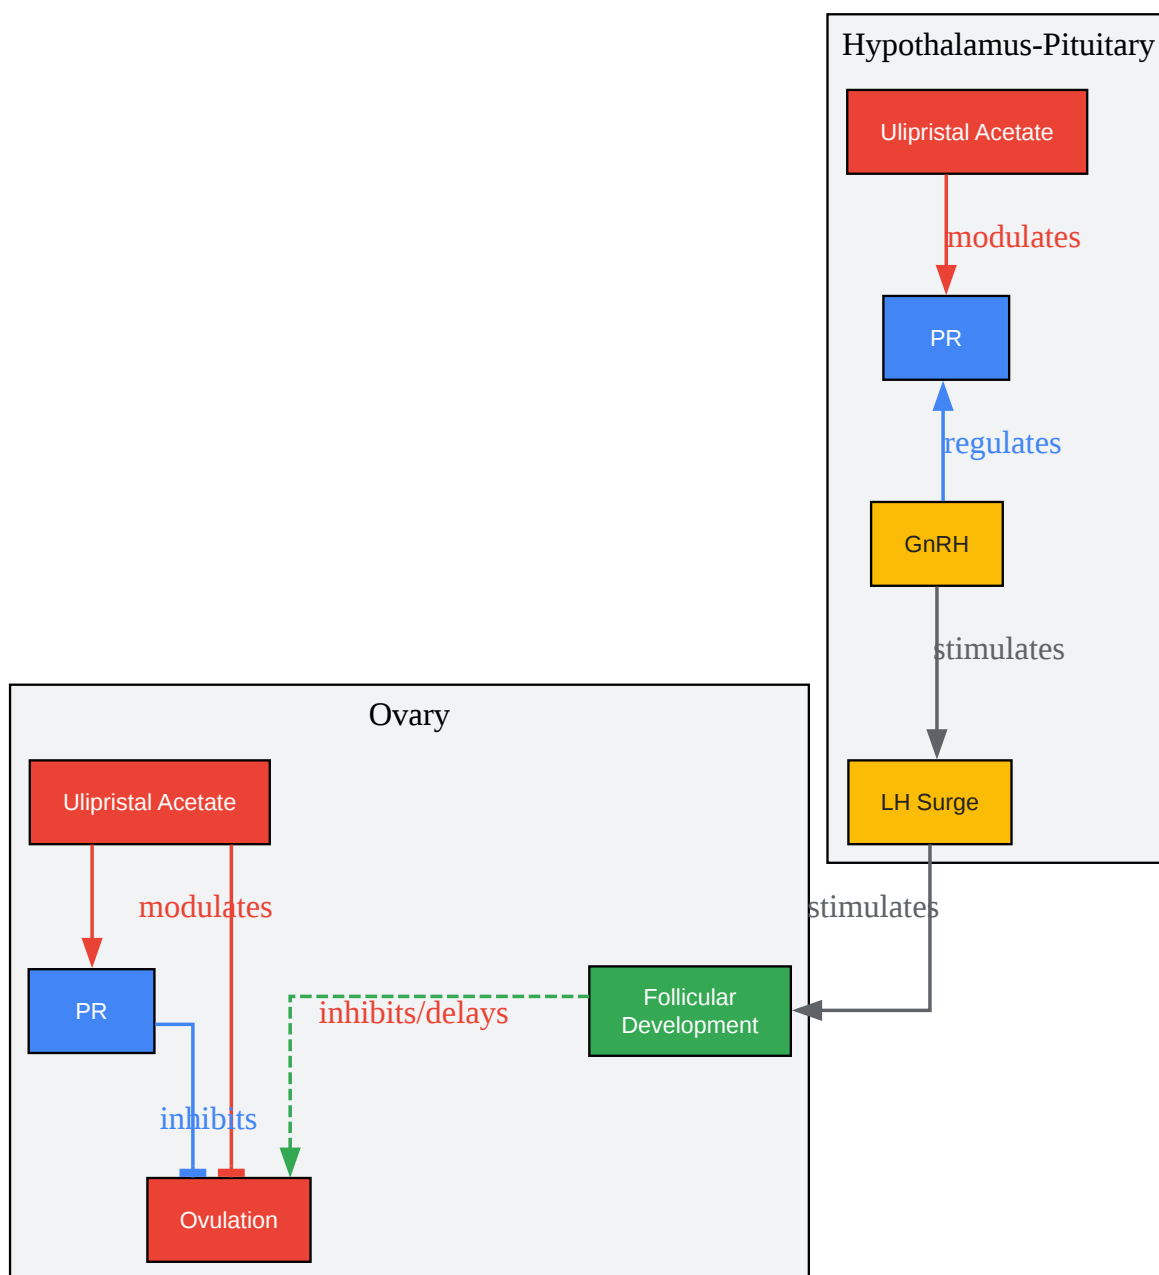 Hypothalamus-Pituitary
Ulipristal Acetate
modulates
PR
regulates
GnRH
stimulates
LH Surge
stimulates
Ovary
Ulipristal Acetate
modulates
PR
inhibits/delays
Follicular
Development
inhibits
Ovulation